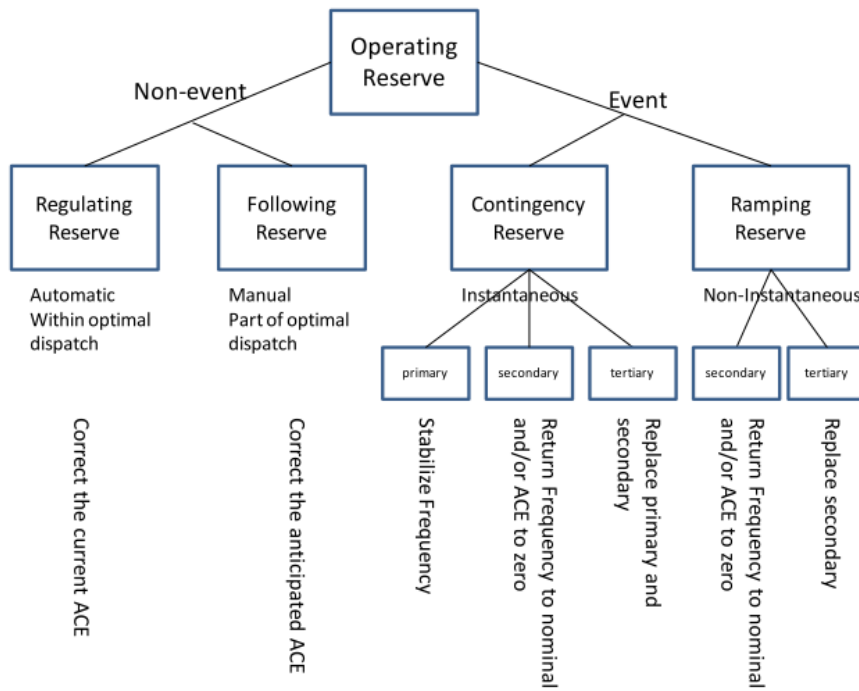 Operating
Reserve
Non-event
Event
Regulating
Reserve
Following
Reserve
Contingency
Reserve
Ramping
Reserve
Automatic
Within optimal
dispatch
Manual
Part of optimal
dispatch
Instantaneous
Non-Instantaneous
primary
secondary
tertiary
secondary
tertiary
Correct the current ACE
Correct the anticipated ACE
Stabilize Frequency
Return Frequency to nominal
and/or ACE to zero
Replace primary and
secondary
Return Frequency to nominal
and/or ACE to zero
Replace secondary